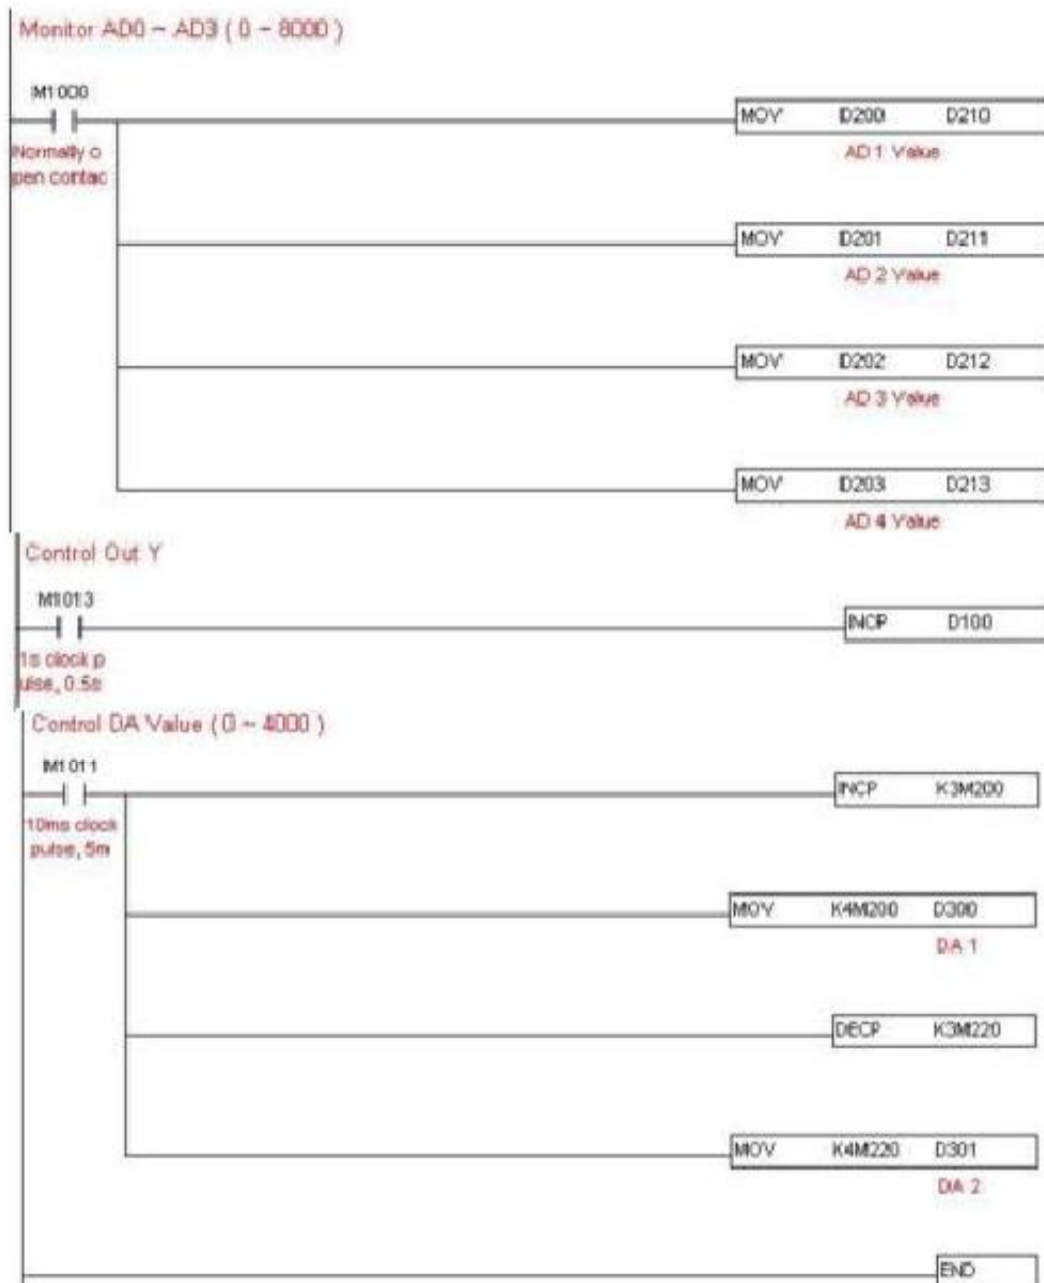 Monitor AD0 ~ AD3 ( 0 ~ 8000 )
M1000
MOV D200 D210
Normally o
pen contac
AD 1 Value
MOV D201 D211
AD 2 Value
MOV D202 D212
AD 3 Value
MOV D203 D213
AD 4 Value
Control Out Y
M1013
INCP D100
1s clock p
ulse, 0.5s
Control DA Value ( 0 ~ 4000 )
M1011
INCP K3M200
10ms clock
pulse, 5m
MOV K4M200 D300
DA 1
DECP K3M220
MOV K4M220 D301
DA 2
END